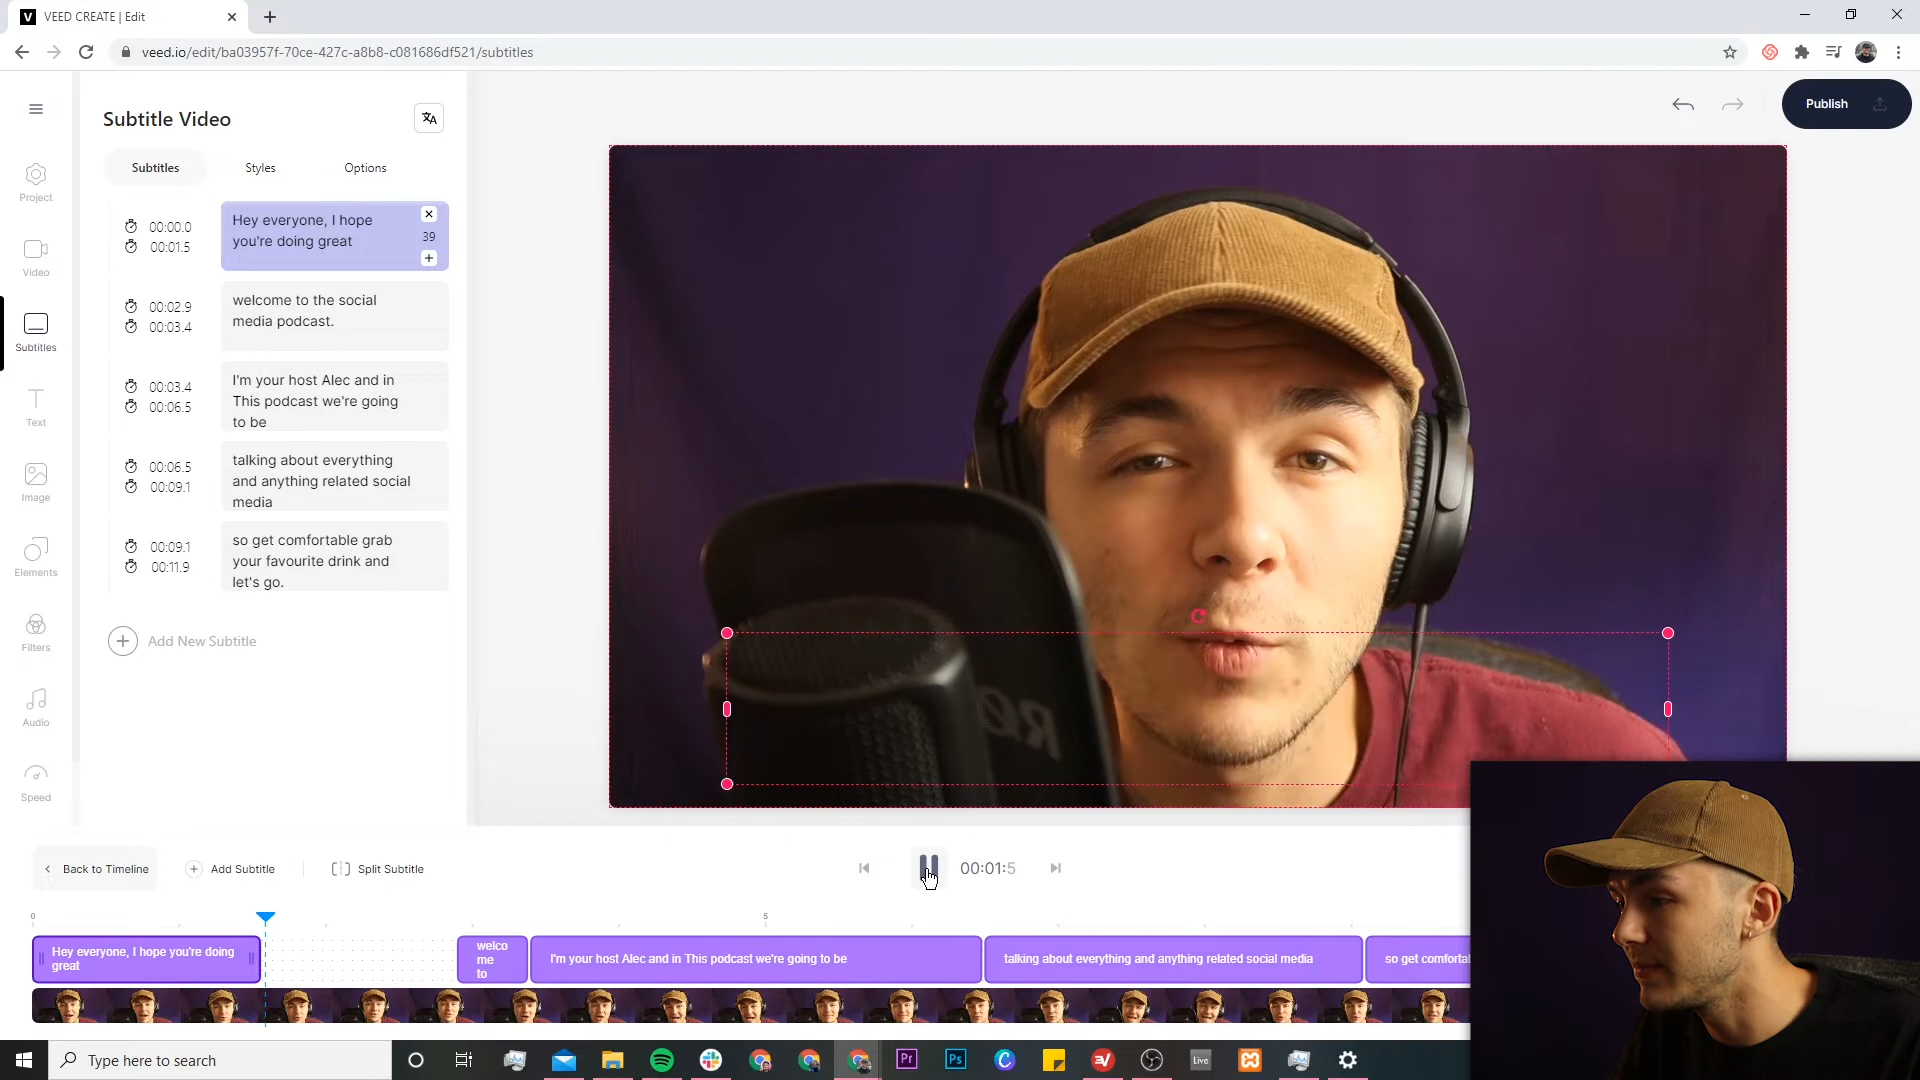 VEED CREATE | Edit
veed.io/edit/ba03957f-70ce-427c-a8b8-c081686df521/subtitles
Publish
Subtitle Video
Subtitles
Styles
Options
Project
Video
Subtitles
Text
Image
Elements
Filters
Audio
Speed
00:00.0
00:01.5
Hey everyone, I hope
you're doing great
39
00:02.9
00:03.4
welcome to the social
media podcast.
00:03.4
00:06.5
I'm your host Alec and in
This podcast we're going
to be
00:06.5
00:09.1
talking about everything
and anything related social
media
00:09.1
00:11.9
so get comfortable grab
your favourite drink and
let's go.
Add New Subtitle
Back to Timeline
Add Subtitle
Split Subtitle
00:01:5
0
5
Hey everyone, I hope you're doing
great
welco
me
to
I'm your host Alec and in This podcast we're going to be
talking about everything and anything related social media
so get comfortabl
Type here to search
Pr
Ps
Live